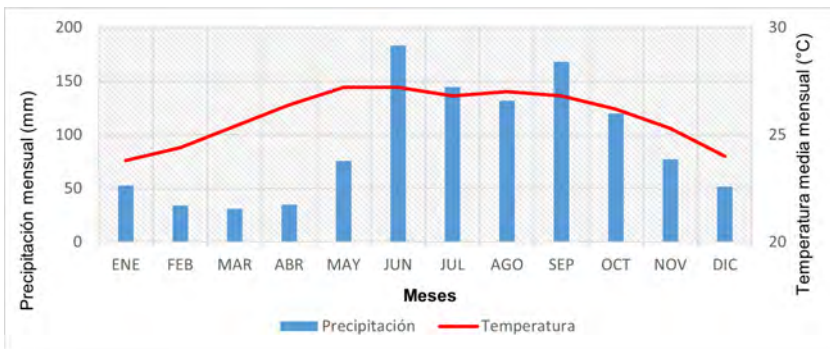 200
150
100
50
0
Precipitación mensual (mm)
30
25
20
Temperatura media mensual (°C)
ENE FEB MAR ABR MAY JUN JUL AGO SEP OCT NOV DIC
Meses
Precipitación Temperatura